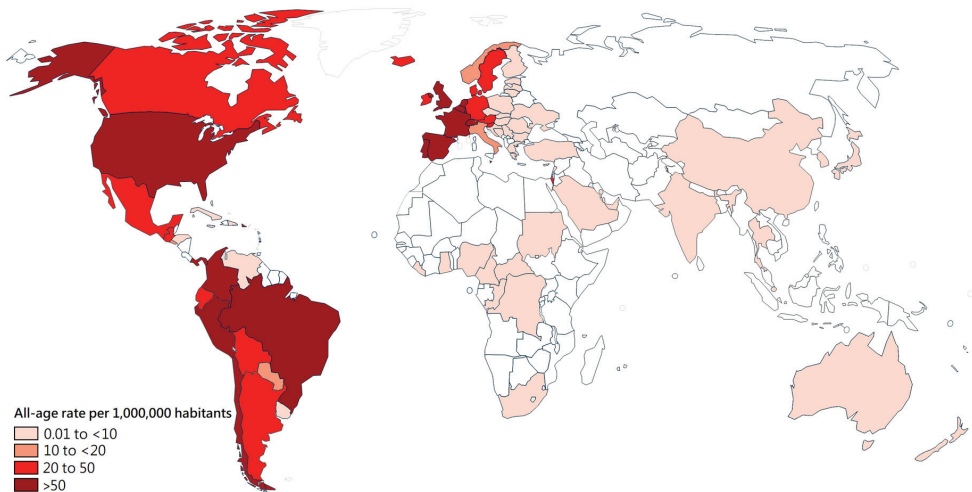 All-age rate per 1,000,000 habitants
0.01 to <10
10 to <20
20 to 50
>50